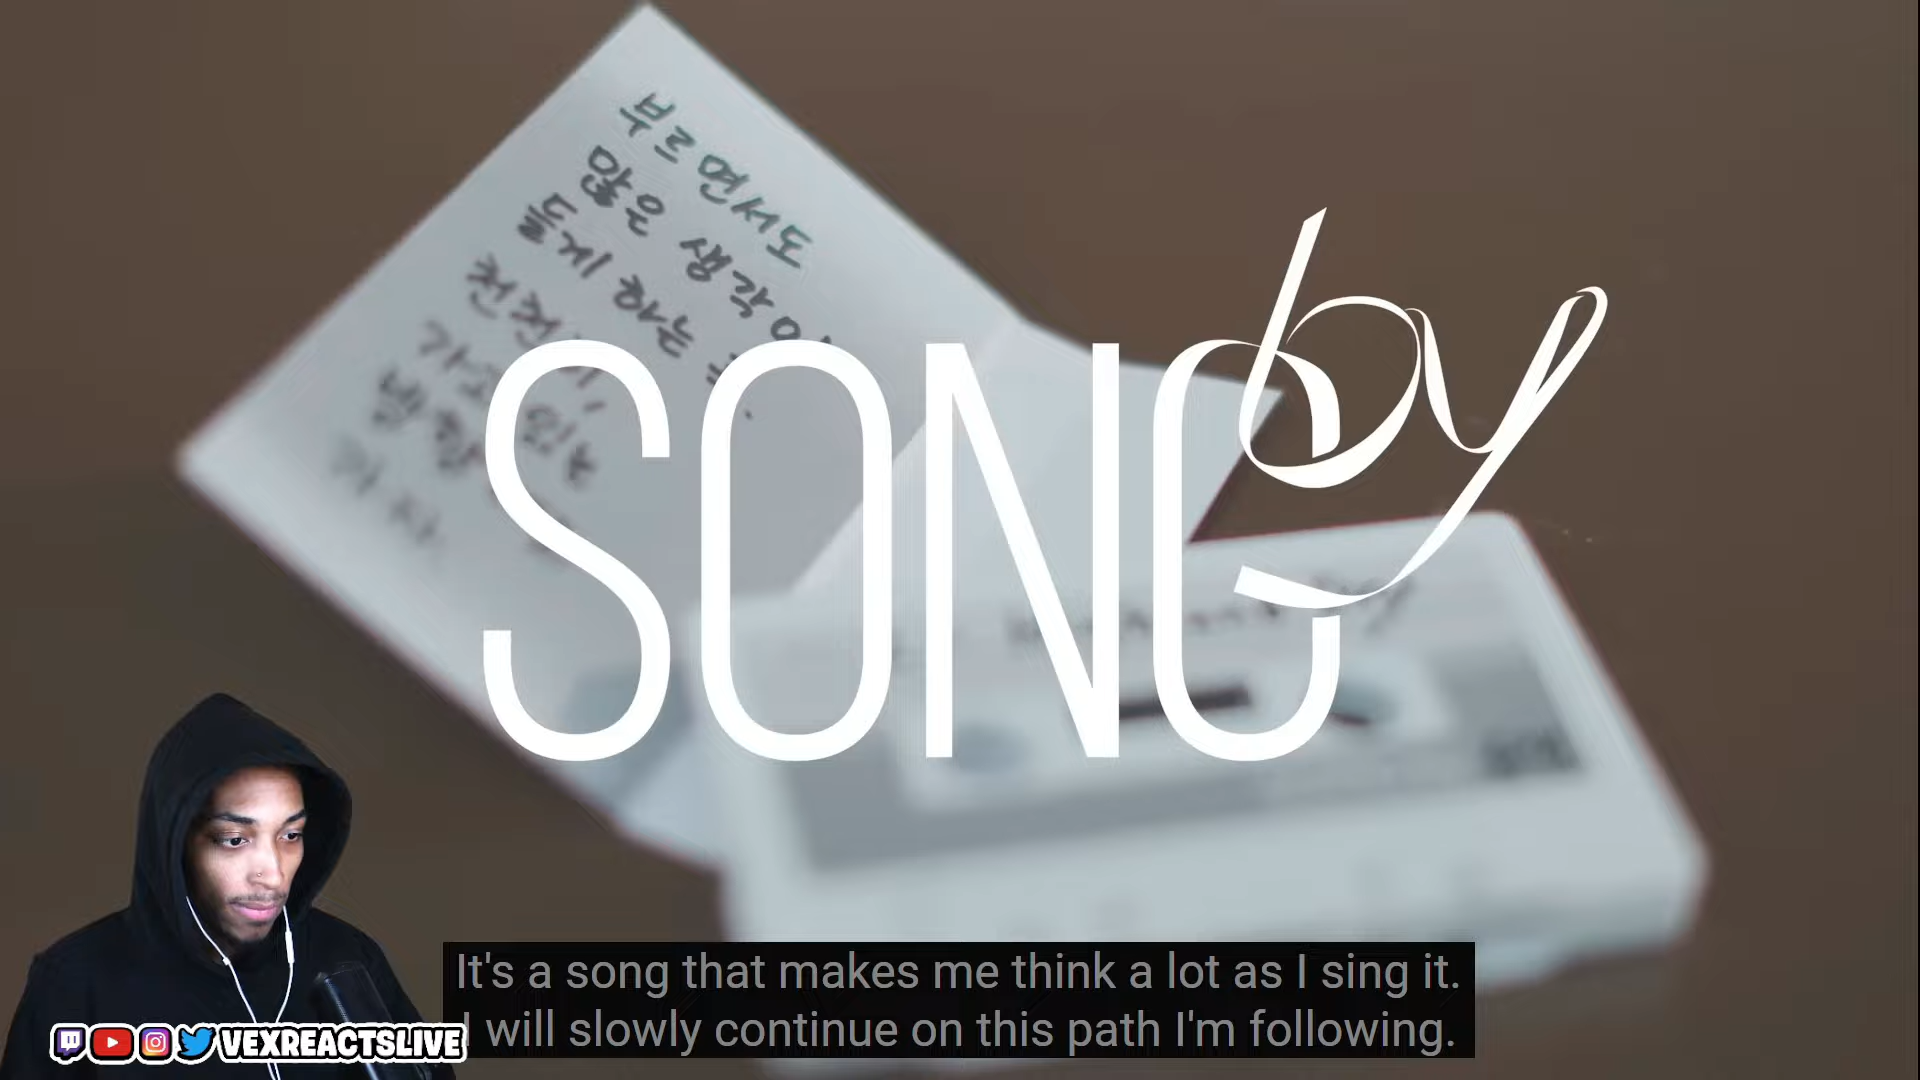 부르면서도
많은 생각이
들게 하는
천천히,
SONG by
It's a song that makes me think a lot as I sing it.
I will slowly continue on this path I'm following.
VEXREACTSLIVE